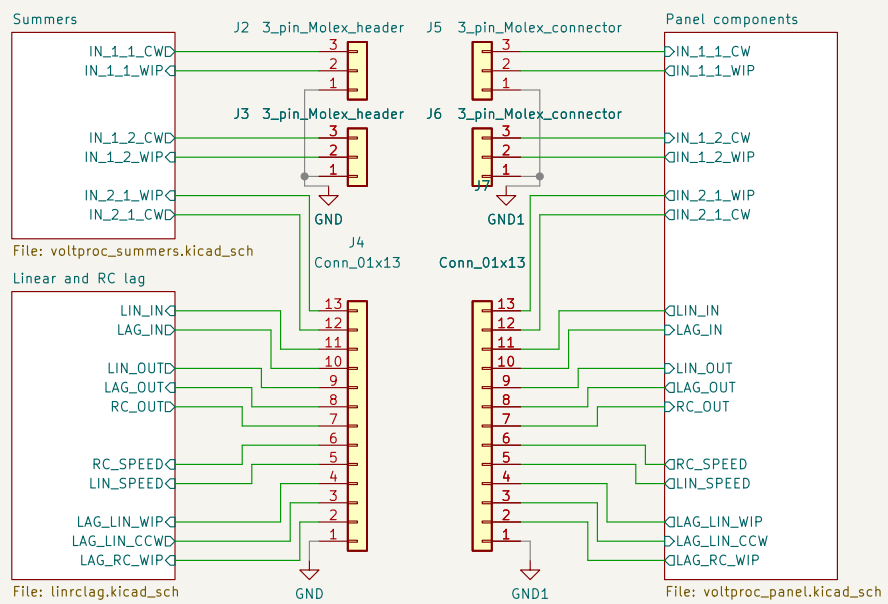 Summers
IN_1_1_CW
IN_1_1_WIP
IN_1_2_CW
IN_1_2_WIP
IN_2_1_WIP
IN_2_1_CW
File: voltproc_summers.kicad_sch
Linear and RC lag
LIN_IN
LAG_IN
LIN_OUT
LAG_OUT
RC_OUT
RC_SPEED
LIN_SPEED
LAG_LIN_WIP
LAG_LIN_CCW
LAG_RC_WIP
File: linrclag.kicad_sch
J2 3_pin_Molex_header
3
2
1
J3 3_pin_Molex_header
3
2
1
GND
J4
Conn_01x13
13
12
11
10
9
8
7
6
5
4
3
2
1
GND
J5 3_pin_Molex_connector
3
2
1
J6 3_pin_Molex_connector
3
2
1
J7
GND1
Conn_01x13
13
12
11
10
9
8
7
6
5
4
3
2
1
GND1
Panel components
IN_1_1_CW
IN_1_1_WIP
IN_1_2_CW
IN_1_2_WIP
IN_2_1_WIP
IN_2_1_CW
LIN_IN
LAG_IN
LIN_OUT
LAG_OUT
RC_OUT
RC_SPEED
LIN_SPEED
LAG_LIN_WIP
LAG_LIN_CCW
LAG_RC_WIP
File: voltproc_panel.kicad_sch